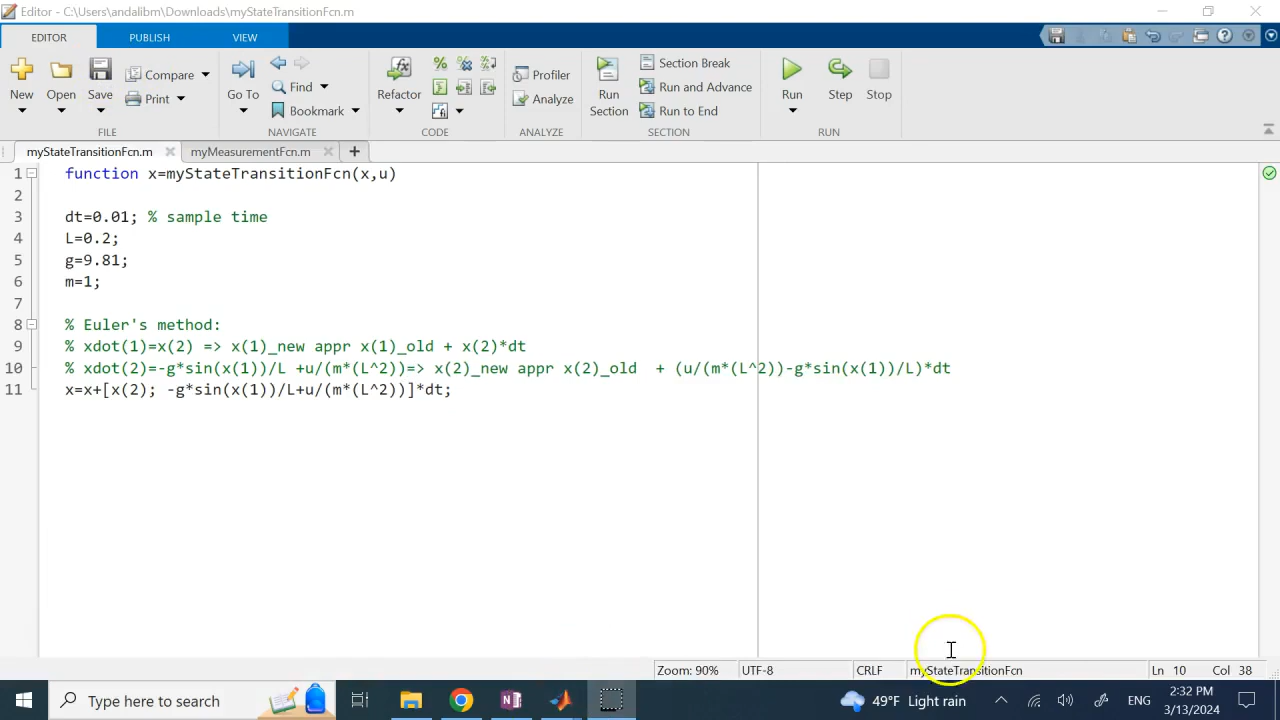 Editor - C:\Users\andalibm\Downloads\myStateTransitionFcn.m
EDITOR PUBLISH VIEW
New Open Save Compare Print
FILE
Go To Find Bookmark
NAVIGATE
Refactor
CODE
Profiler
Analyze
ANALYZE
Run Section
Section Break
Run and Advance
Run to End
SECTION
Run Step Stop
RUN
myStateTransitionFcn.m myMeasurementFcn.m
1 function x=myStateTransitionFcn(x,u)
2
3 dt=0.01; % sample time
4 L=0.2;
5 g=9.81;
6 m=1;
7
8 % Euler's method:
9 % xdot(1)=x(2) => x(1)_new appr x(1)_old + x(2)*dt
10 % xdot(2)=-g*sin(x(1))/L +u/(m*(L^2))=> x(2)_new appr x(2)_old + (u/(m*(L^2))-g*sin(x(1))/L)*dt
11 x=x+[x(2); -g*sin(x(1))/L+u/(m*(L^2))]*dt;
Zoom: 90% UTF-8 CRLF myStateTransitionFcn Ln 10 Col 38
Type here to search
49°F Light rain
ENG
2:32 PM
3/13/2024